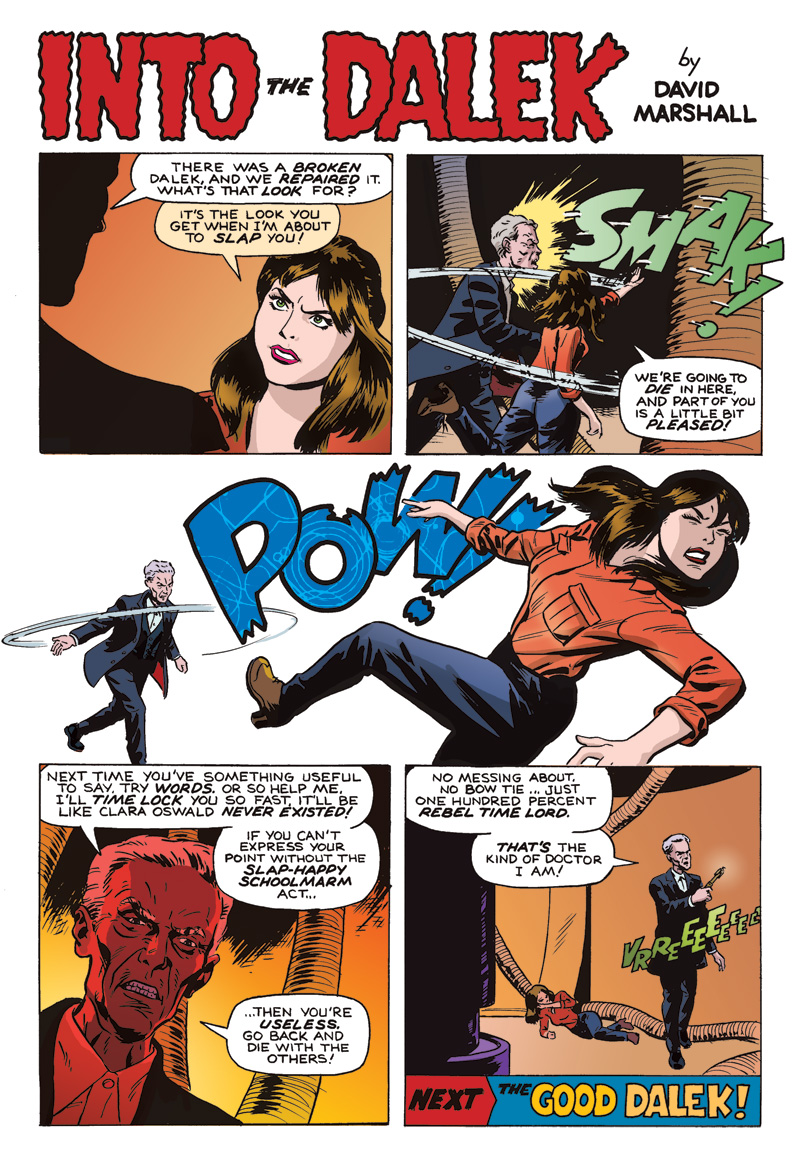 INTO THE DALEK
by
DAVID
MARSHALL
THERE WAS A BROKEN
DALEK, AND WE REPAIRED IT.
WHAT'S THAT LOOK FOR?
IT'S THE LOOK YOU
GET WHEN I'M ABOUT
TO SLAP YOU!
SMAK!
WE'RE GOING TO
DIE IN HERE,
AND PART OF YOU
IS A LITTLE BIT
PLEASED!
POW!
NEXT TIME YOU'VE SOMETHING USEFUL
TO SAY, TRY WORDS. OR SO HELP ME,
I'LL TIME LOCK YOU SO FAST, IT'LL BE
LIKE CLARA OSWALD NEVER EXISTED!
IF YOU CAN'T
EXPRESS YOUR
POINT WITHOUT THE
SLAP-HAPPY
SCHOOLMARM
ACT...
...THEN YOU'RE
USELESS.
GO BACK AND
DIE WITH THE
OTHERS!
NO MESSING ABOUT.
NO BOW TIE... JUST
ONE HUNDRED PERCENT
REBEL TIME LORD.
THAT'S THE
KIND OF DOCTOR
I AM!
VRREEEEEEE
NEXT THE GOOD DALEK!